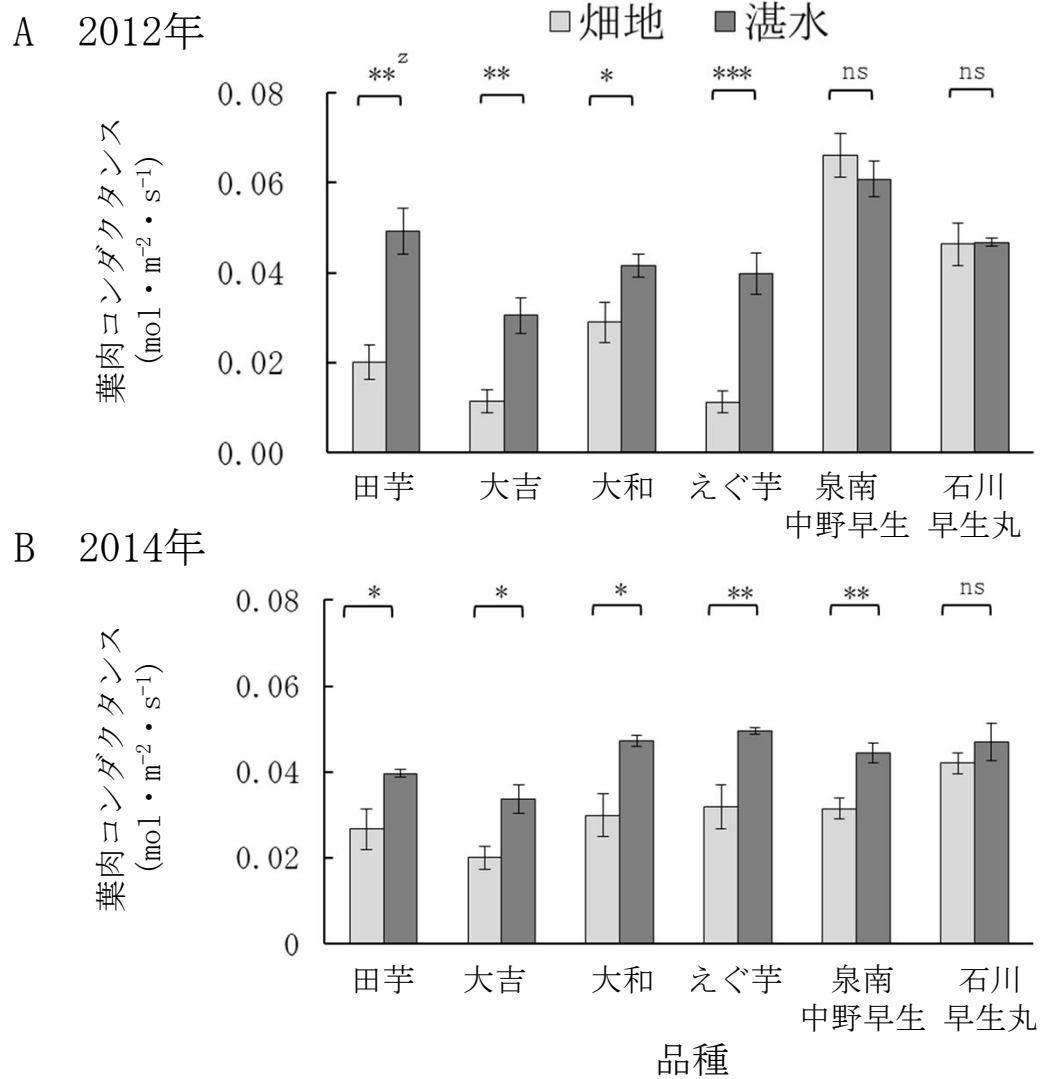 A 2012年
畑地 湛水
葉肉コンダクタンス
(mol・m⁻²・s⁻¹)
**ᶻ ** * *** ns ns
0.08
0.06
0.04
0.02
0.00
田芋 大吉 大和 えぐ芋 泉南 石川
中野早生 早生丸
B 2014年
葉肉コンダクタンス
(mol・m⁻²・s⁻¹)
* * * ** ** ns
0.08
0.06
0.04
0.02
0
田芋 大吉 大和 えぐ芋 泉南 石川
中野早生 早生丸
品種